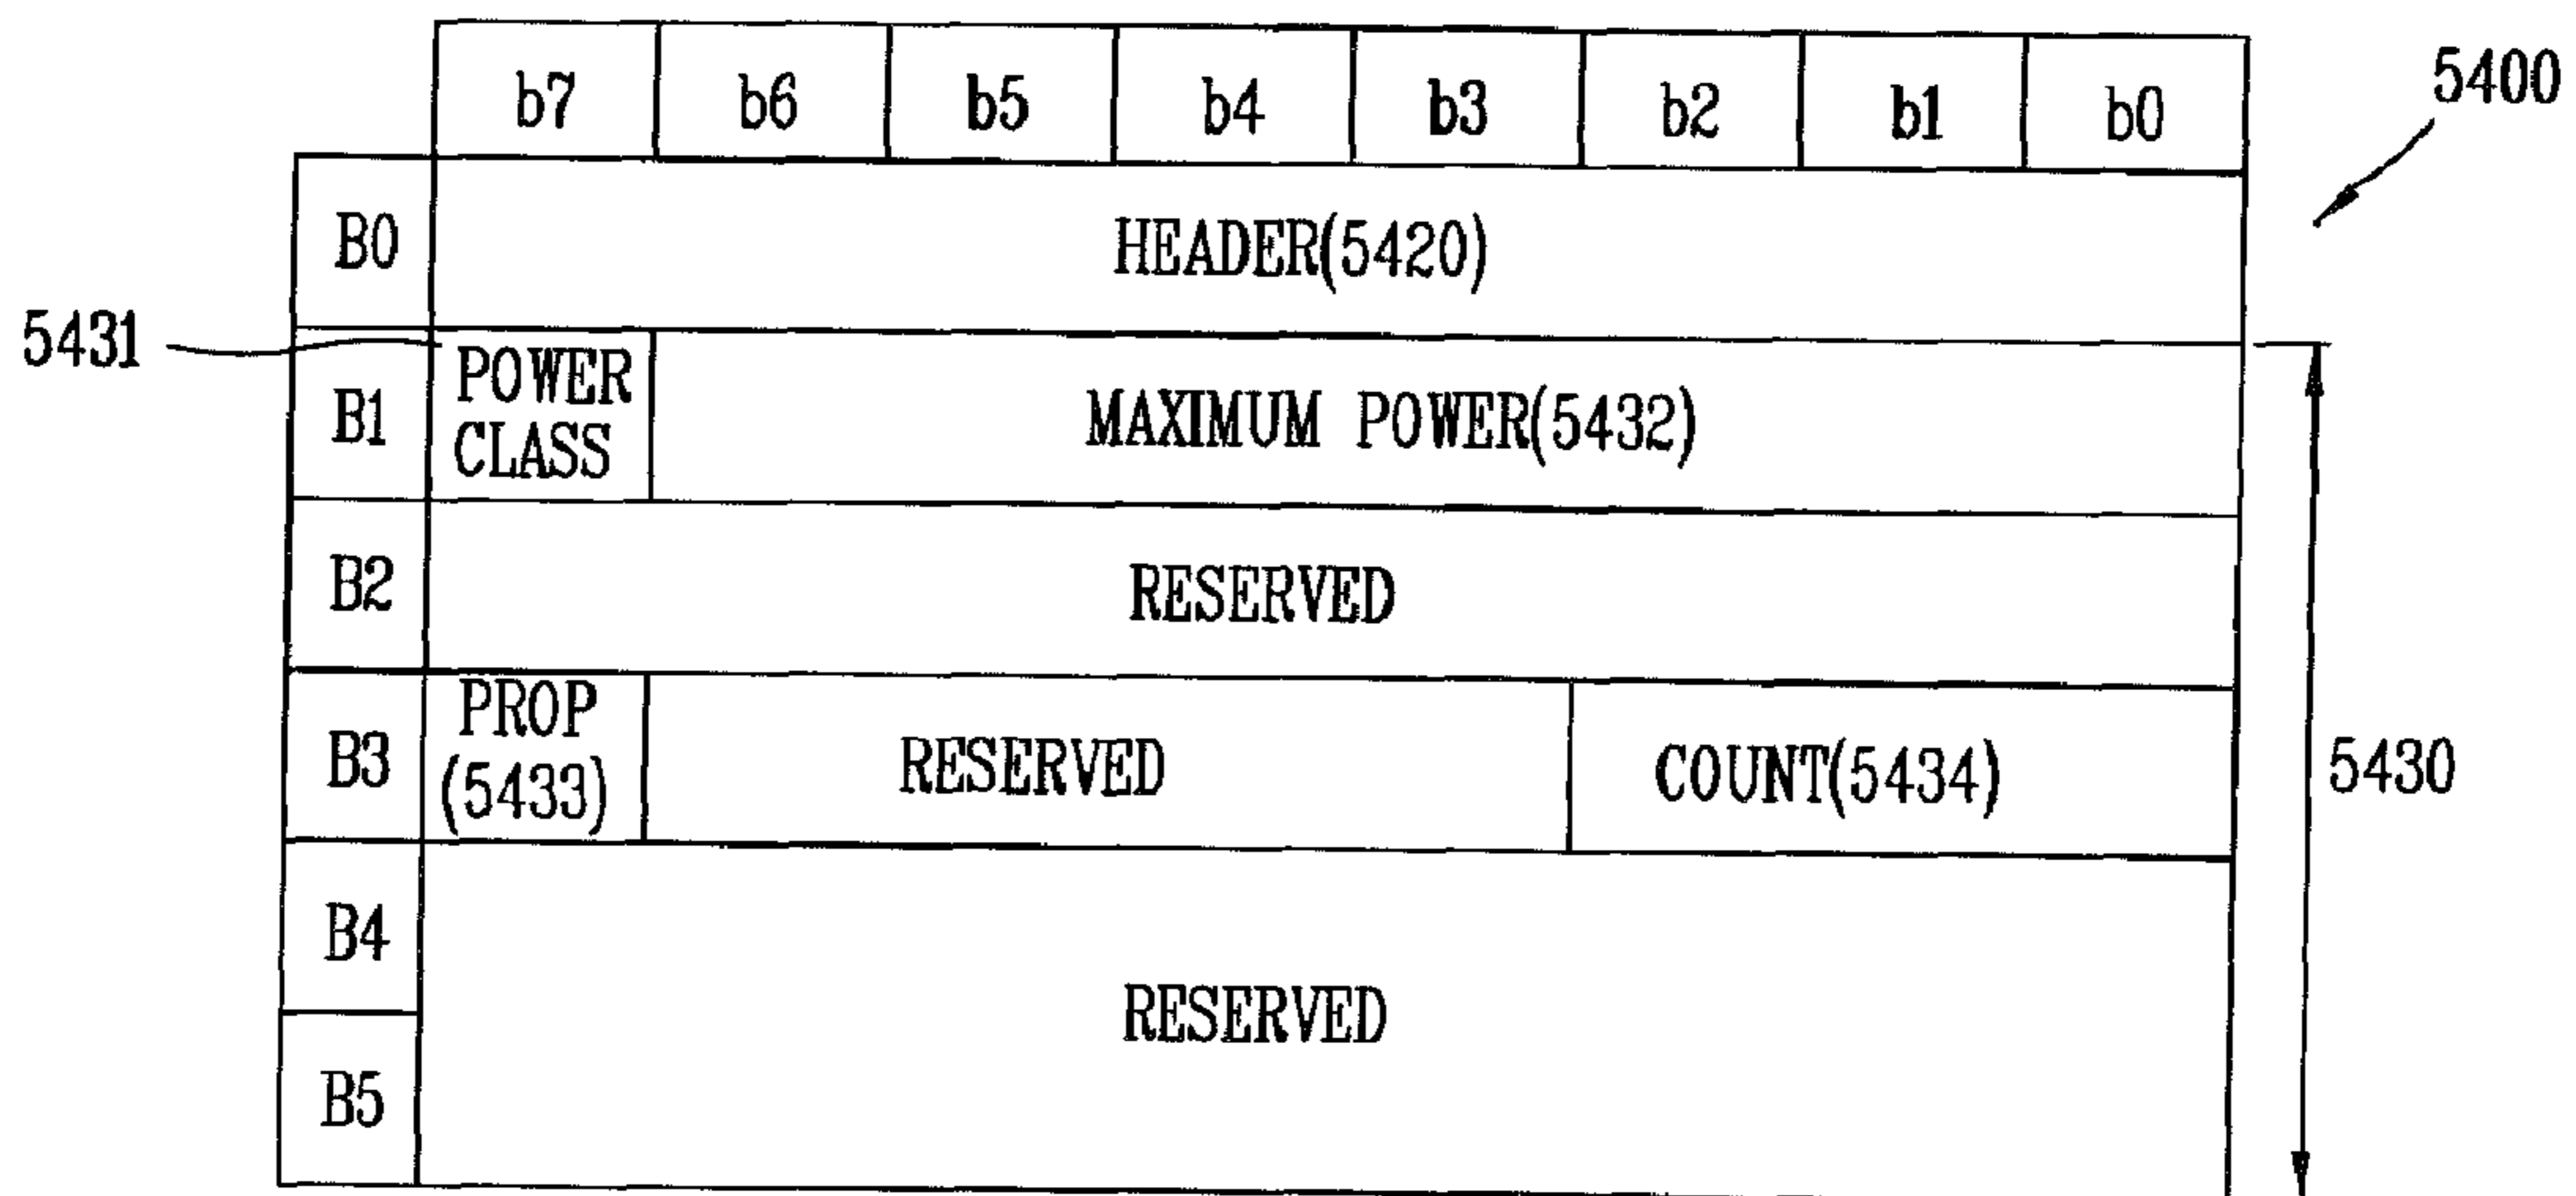 b7 b6 b5 b4 b3 b2 b1 b0
5400
B0 HEADER(5420)
5431
B1 POWER CLASS MAXIMUM POWER(5432)
B2 RESERVED
B3 PROP (5433) RESERVED COUNT(5434)
5430
B4
RESERVED
B5